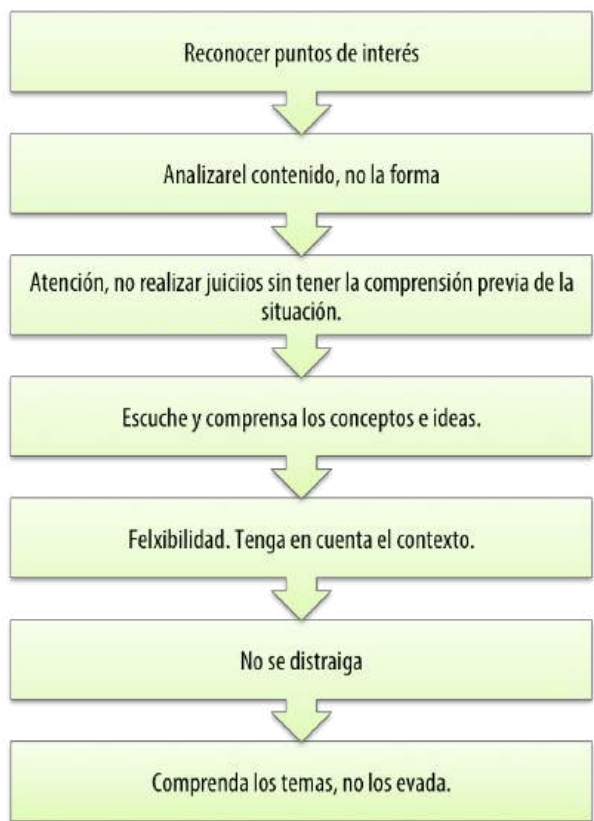 Reconocer puntos de interés
Analizarel contenido, no la forma
Atención, no realizar juiciios sin tener la comprensión previa de la
situación.
Escuche y comprensa los conceptos e ideas.
Felxibilidad. Tenga en cuenta el contexto.
No se distraiga
Comprenda los temas, no los evada.